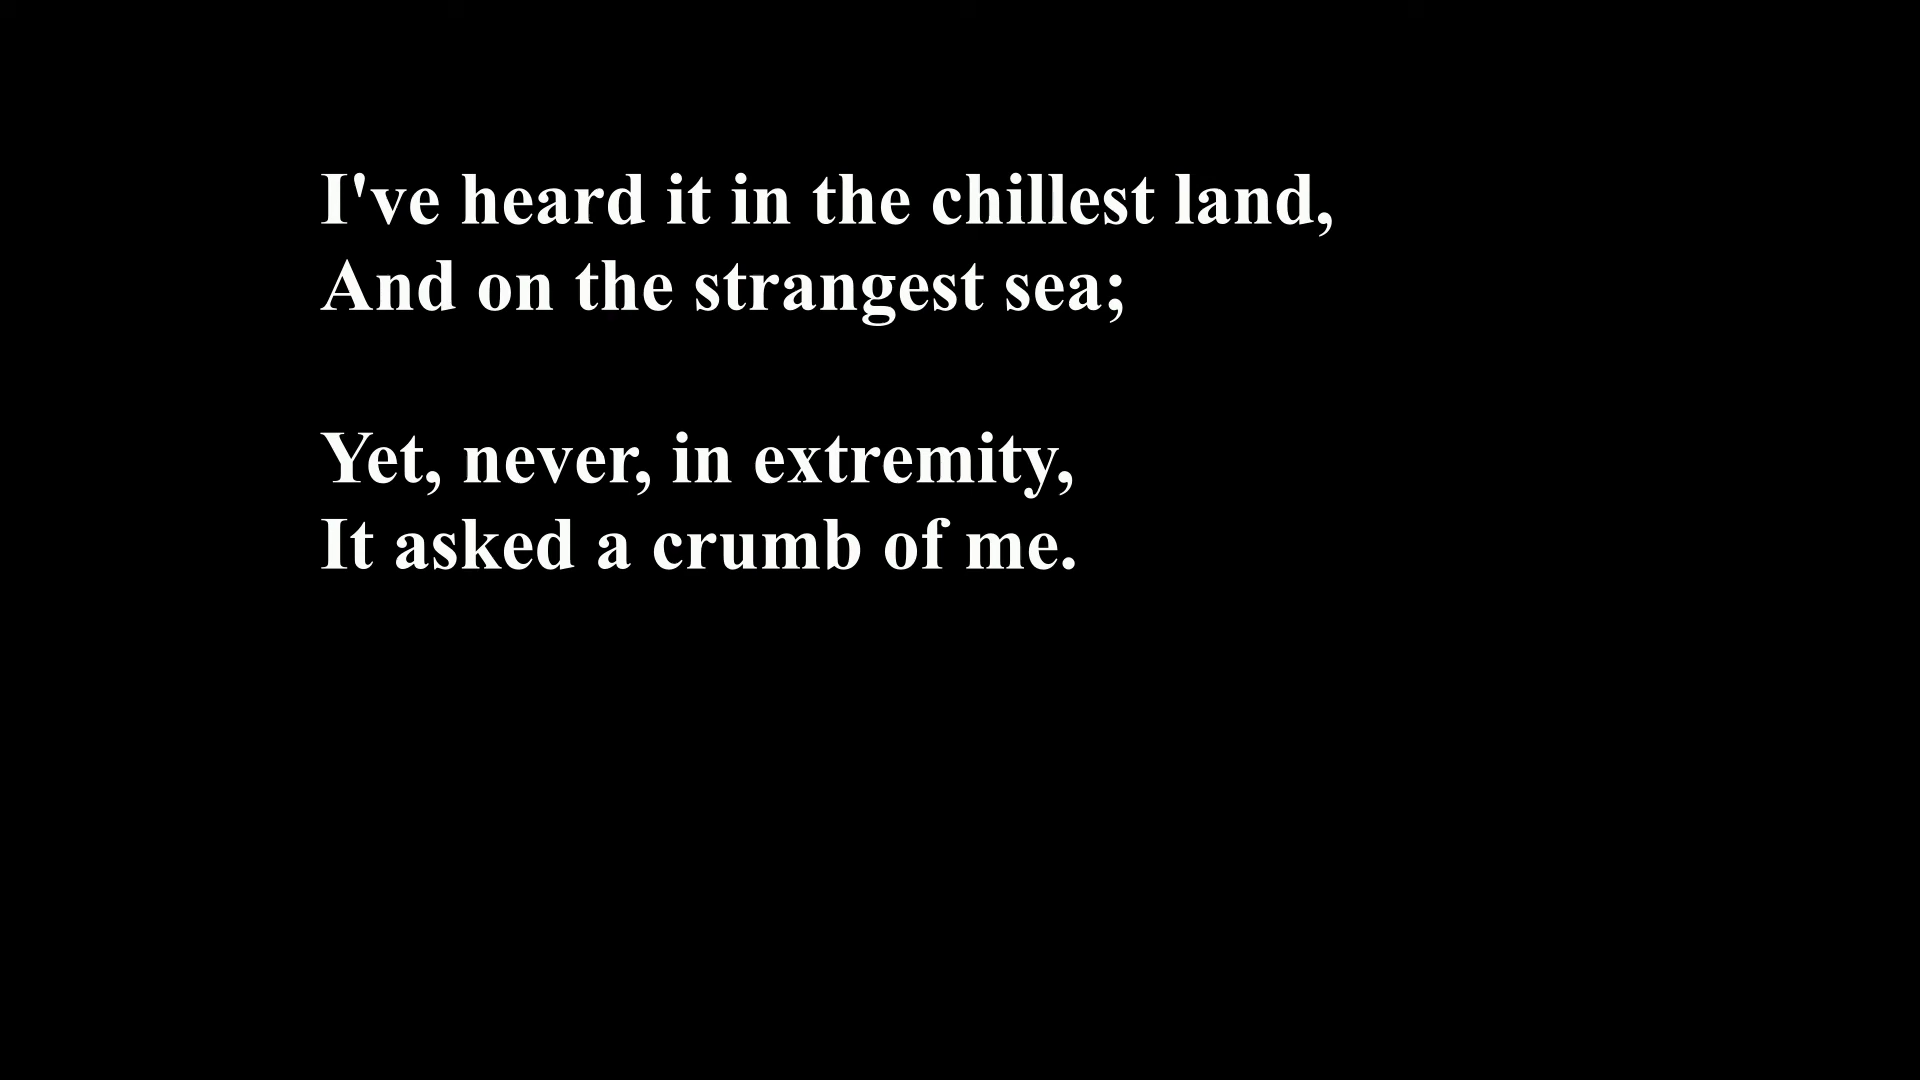 I've heard it in the chillest land,
And on the strangest sea;
Yet, never, in extremity,
It asked a crumb of me.